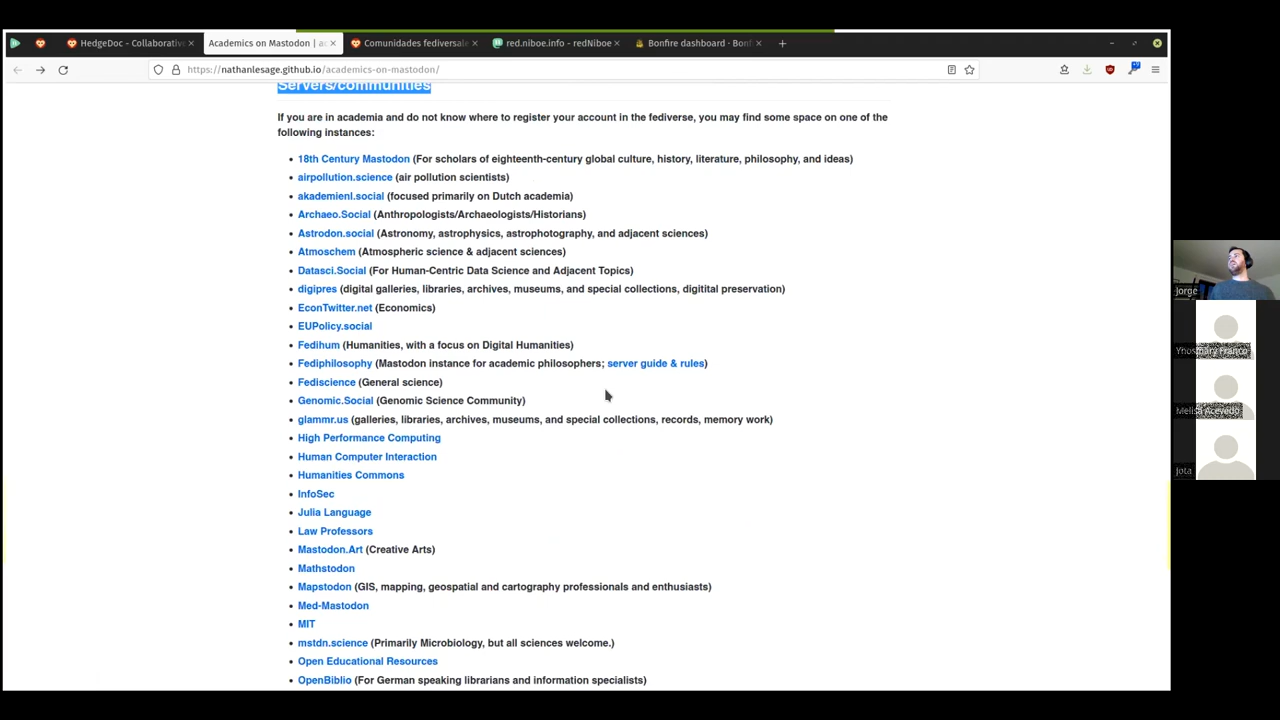 HedgeDoc - Collaborative
Academics on Mastodon | a
Comunidades fediversale
red.niboe.info - redNiboe
Bonfire dashboard · Bonf
https://nathanlesage.github.io/academics-on-mastodon/
Servers/communities
If you are in academia and do not know where to register your account in the fediverse, you may find some space on one of the
following instances:
• 18th Century Mastodon (For scholars of eighteenth-century global culture, history, literature, philosophy, and ideas)
• airpollution.science (air pollution scientists)
• akademienl.social (focused primarily on Dutch academia)
• Archaeo.Social (Anthropologists/Archaeologists/Historians)
• Astrodon.social (Astronomy, astrophysics, astrophotography, and adjacent sciences)
• Atmoschem (Atmospheric science & adjacent sciences)
• Datasci.Social (For Human-Centric Data Science and Adjacent Topics)
• digipres (digital galleries, libraries, archives, museums, and special collections, digitital preservation)
• EconTwitter.net (Economics)
• EUPolicy.social
• Fedihum (Humanities, with a focus on Digital Humanities)
• Fediphilosophy (Mastodon instance for academic philosophers; server guide & rules)
• Fediscience (General science)
• Genomic.Social (Genomic Science Community)
• glammr.us (galleries, libraries, archives, museums, and special collections, records, memory work)
• High Performance Computing
• Human Computer Interaction
• Humanities Commons
• InfoSec
• Julia Language
• Law Professors
• Mastodon.Art (Creative Arts)
• Mathstodon
• Mapstodon (GIS, mapping, geospatial and cartography professionals and enthusiasts)
• Med-Mastodon
• MIT
• mstdn.science (Primarily Microbiology, but all sciences welcome.)
• Open Educational Resources
• OpenBiblio (For German speaking librarians and information specialists)
Jorge
Yhosmary Franco
Melisa Acevedo
jota